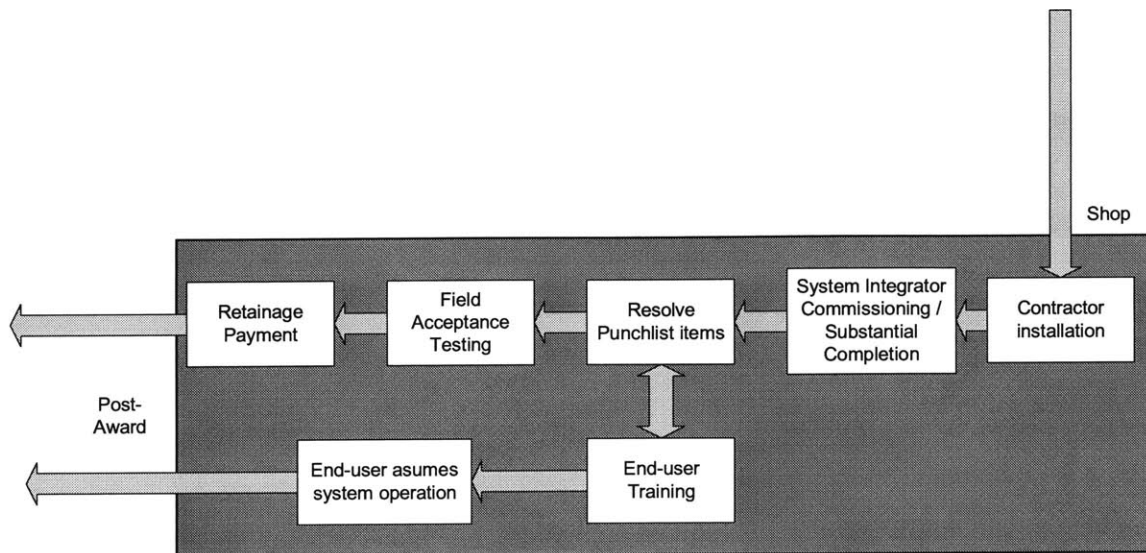 Shop
Retainage
Payment
Field
Acceptance
Testing
Resolve
Punchlist items
System Integrator
Commissioning /
Substantial
Completion
Contractor
installation
Post-
Award
End-user asumes
system operation
End-user
Training